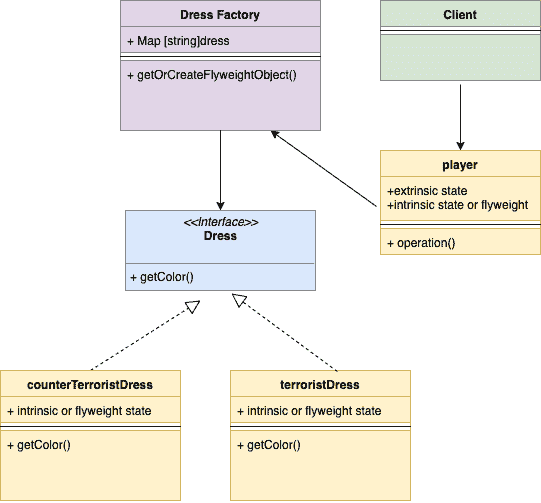 Dress Factory
+ Map [string]dress
+ getOrCreateFlyweightObject()
Client
player
+extrinsic state
+intrinsic state or flyweight
+ operation()
<<Interface>>
Dress
+ getColor()
counterTerroristDress
+ intrinsic or flyweight state
+ getColor()
terroristDress
+ intrinsic or flyweight state
+ getColor()